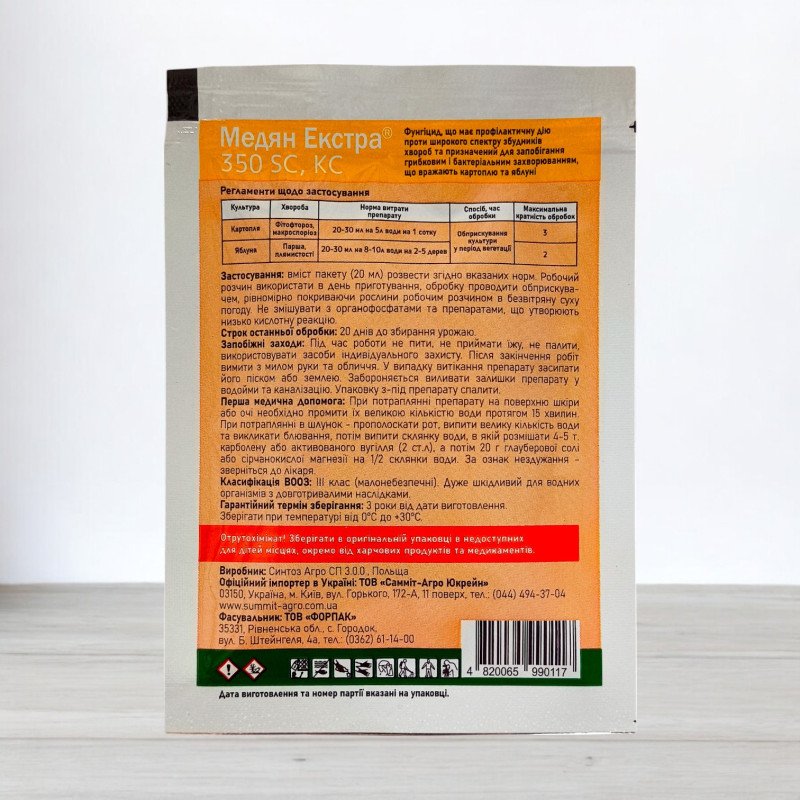 Медян Екстра®
350 SC, КС
Фунгіцид, що має профілактичну дію
проти широкого спектру збудників
хвороб та призначений для запобігання
грибковим і бактеріальним захворюванням,
що вражають картоплю та яблуні
Регламенти щодо застосування
Культура Хвороба Норма витрати препарату Спосіб, час обробки Максимальна кратність обробок
Картопля Фітофтороз, макроспоріоз 20-30 мл на 5л води на 1 сотку Обприскування культури у період вегетації 3
Яблуня Парша, плямистості 20-30 мл на 8-10л води на 2-5 дерев 2
Застосування: вміст пакету (20 мл) розвести згідно вказаних норм. Робочий
розчин використати в день приготування, обробку проводити обприскува-
чем, рівномірно покриваючи рослини робочим розчином в безвітряну суху
погоду. Не змішувати з органофосфатами та препаратами, що утворюють
низько кислотну реакцію.
Строк останньої обробки: 20 днів до збирання урожаю.
Запобіжні заходи: Під час роботи не пити, не приймати їжу, не палити,
використовувати засоби індивідуального захисту. Після закінчення робіт
вимити з милом руки та обличчя. У випадку витікання препарату засипати
його піском або землею. Забороняється виливати залишки препарату у
водойми та каналізацію. Упаковку з-під препарату спалити.
Перша медична допомога: При потраплянні препарату на поверхню шкіри
або очі необхідно промити їх великою кількістю води протягом 15 хвилин.
При потраплянні в шлунок - прополоскати рот, випити велику кількість води
та викликати блювання, потім випити склянку води, в якій розмішати 4-5 т.
карболену або активованого вугілля (2 ст.л), а потім 20 г глауберової солі
або сірчанокислої магнезії на 1/2 склянки води. За ознак нездужання -
зверніться до лікаря.
Класифікація ВООЗ: III клас (малонебезпечні). Дуже шкідливий для водних
організмів з довготривалими наслідками.
Гарантійний термін зберігання: 3 роки від дати виготовлення.
Зберігати при температурі від 0°С до +30°С.
Отрутохімікат! Зберігати в оригінальній упаковці в недоступних
для дітей місцях, окремо від харчових продуктів та медикаментів.
Виробник: Синтоз Агро СП З.О.О., Польща
Офіційний імпортер в Україні: ТОВ «Самміт-Агро Юкрейн»
03150, Україна, м. Київ, вул. Горького, 172-А, 11 поверх, тел.: (044) 494-37-04
www.summit-agro.com.ua
Фасувальник: ТОВ «ФОРПАК»
35331, Рівненська обл., с. Городок,
вул. Б. Штейнгеля, 4а, тел.: (0362) 61-14-00
4 820065 990117
Дата виготовлення та номер партії вказані на упаковці.